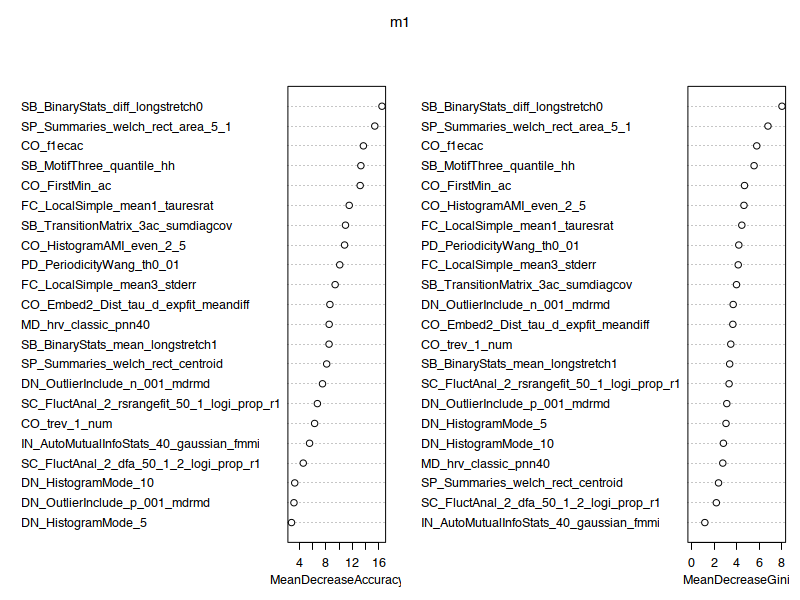 m1
SB_BinaryStats_diff_longstretch0
SP_Summaries_welch_rect_area_5_1
CO_f1ecac
SB_MotifThree_quantile_hh
CO_FirstMin_ac
FC_LocalSimple_mean1_tauresrat
SB_TransitionMatrix_3ac_sumdiagcov
CO_HistogramAMI_even_2_5
PD_PeriodicityWang_th0_01
FC_LocalSimple_mean3_stderr
CO_Embed2_Dist_tau_d_expfit_meandiff
MD_hrv_classic_pnn40
SB_BinaryStats_mean_longstretch1
SP_Summaries_welch_rect_centroid
DN_OutlierInclude_n_001_mdrmd
SC_FluctAnal_2_rsrangefit_50_1_logi_prop_r1
CO_trev_1_num
IN_AutoMutualInfoStats_40_gaussian_fmmi
SC_FluctAnal_2_dfa_50_1_2_logi_prop_r1
DN_HistogramMode_10
DN_OutlierInclude_p_001_mdrmd
DN_HistogramMode_5
4 8 12 16
MeanDecreaseAccuracy
SB_BinaryStats_diff_longstretch0
SP_Summaries_welch_rect_area_5_1
CO_f1ecac
SB_MotifThree_quantile_hh
CO_FirstMin_ac
CO_HistogramAMI_even_2_5
FC_LocalSimple_mean1_tauresrat
PD_PeriodicityWang_th0_01
FC_LocalSimple_mean3_stderr
SB_TransitionMatrix_3ac_sumdiagcov
DN_OutlierInclude_n_001_mdrmd
CO_Embed2_Dist_tau_d_expfit_meandiff
CO_trev_1_num
SB_BinaryStats_mean_longstretch1
SC_FluctAnal_2_rsrangefit_50_1_logi_prop_r1
DN_OutlierInclude_p_001_mdrmd
DN_HistogramMode_5
DN_HistogramMode_10
MD_hrv_classic_pnn40
SP_Summaries_welch_rect_centroid
SC_FluctAnal_2_dfa_50_1_2_logi_prop_r1
IN_AutoMutualInfoStats_40_gaussian_fmmi
0 2 4 6 8
MeanDecreaseGini